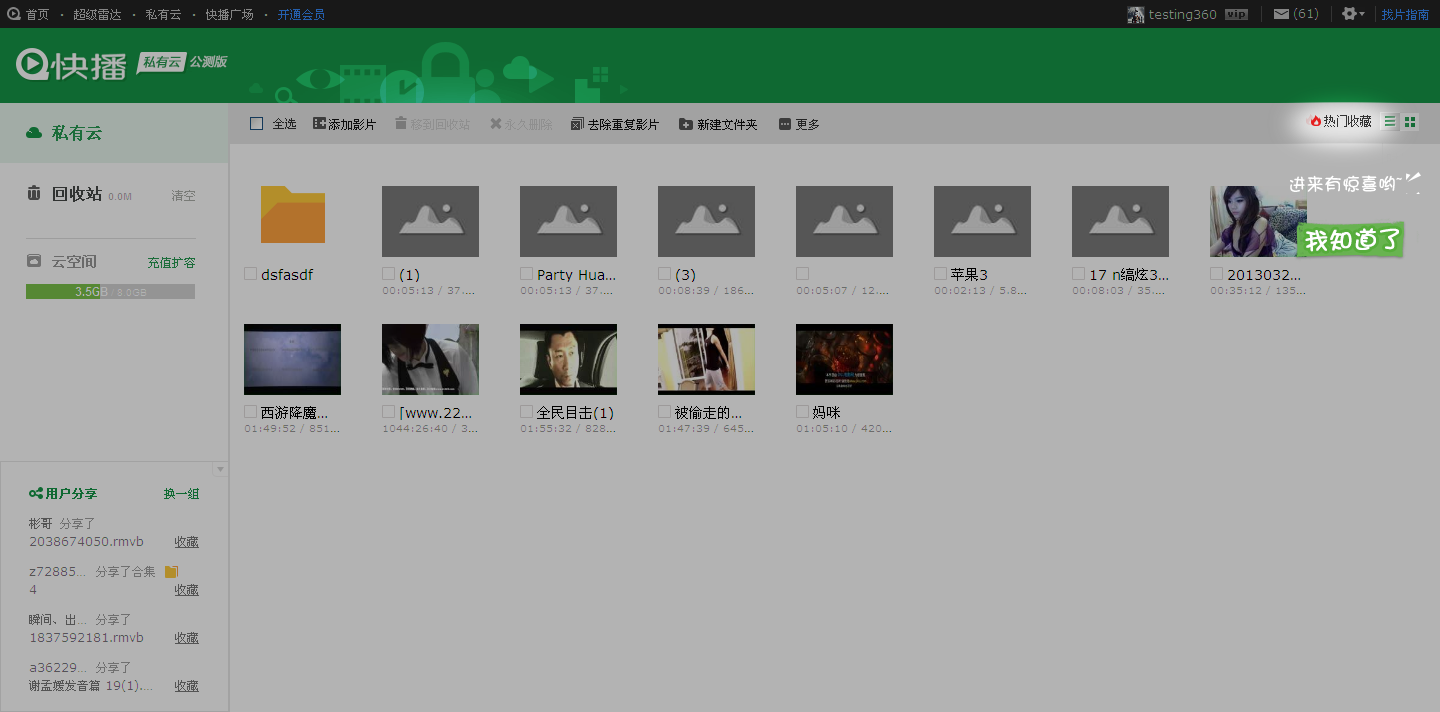 首页 · 超级雷达 · 私有云 · 快播广场 · 开通会员
testing360 vip (61) 找片指南
快播 私有云 公测版
私有云
全选 添加影片 移到回收站 永久删除 去除重复影片 新建文件夹 更多
热门收藏
进来有惊喜哟~
我知道了
回收站 0.0M 清空
云空间 充值扩容
3.5GB / 8.0GB
dsfasdf
(1)
00:05:13 / 37....
Party Hua...
00:05:13 / 37....
(3)
00:08:39 / 186...
00:05:07 / 12....
苹果3
00:02:13 / 5.8...
17 n缟炫3...
00:08:03 / 35....
2013032...
00:35:12 / 135...
西游降魔...
01:49:52 / 851...
[www.22...
1044:26:40 / 3...
全民目击(1)
01:55:32 / 828...
被偷走的...
01:47:39 / 645...
妈咪
01:05:10 / 420...
用户分享 换一组
彬哥 分享了
2038674050.rmvb 收藏
z72885... 分享了合集
4 收藏
瞬间、出... 分享了
1837592181.rmvb 收藏
a36229... 分享了
谢孟媛发音篇 19(1).... 收藏